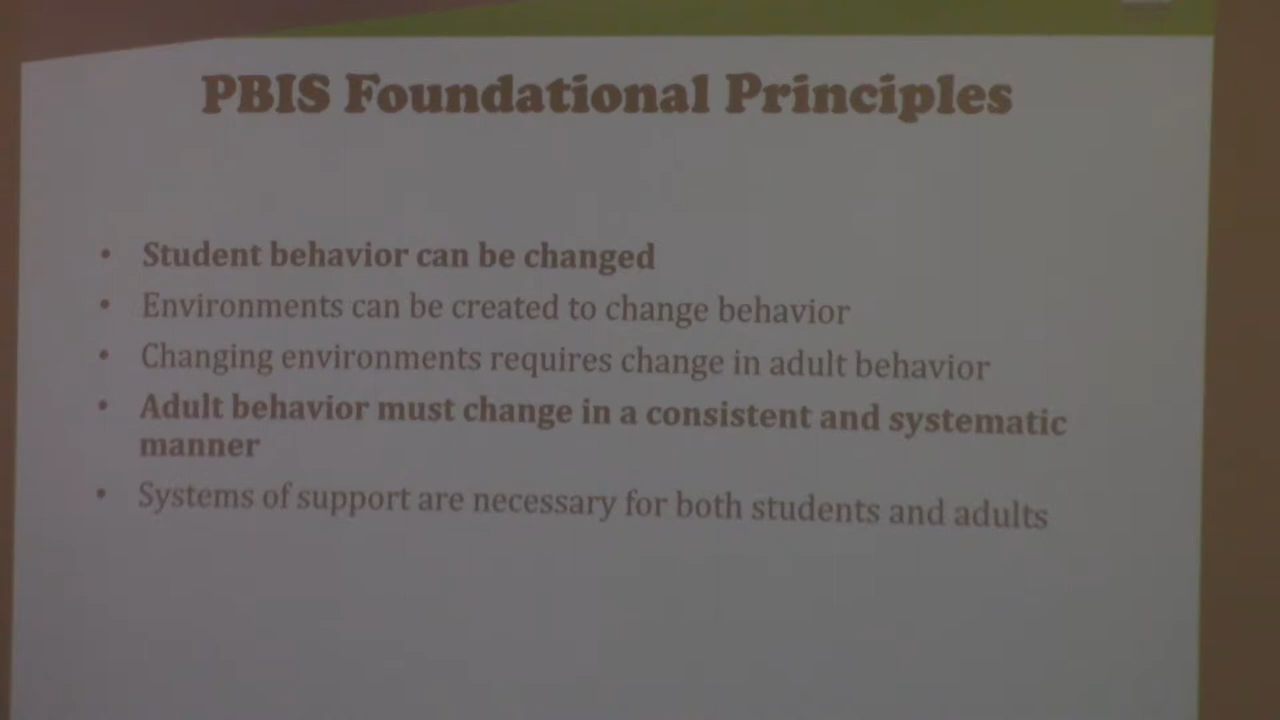 PBIS Foundational Principles
• Student behavior can be changed
• Environments can be created to change behavior
• Changing environments requires change in adult behavior
• Adult behavior must change in a consistent and systematic
manner
• Systems of support are necessary for both students and adults